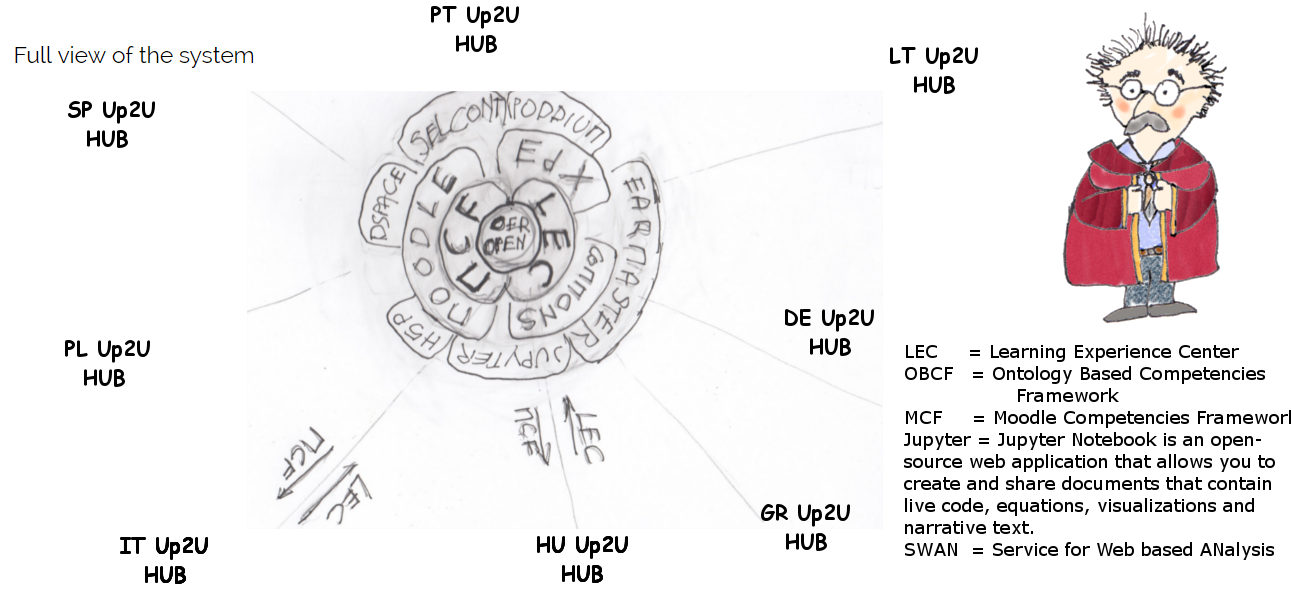 PT Up2U
HUB
Full view of the system
LT Up2U
HUB
SP Up2U
HUB
SELCONT
PODDIUM
EDX
DSPACE
MOODLE
MCF
LEC
OER
OPEN
EARMASTER
COMMONS
H5P
JUPYTER
DE Up2U
HUB
PL Up2U
HUB
LEC = Learning Experience Center
OBCF = Ontology Based Competencies
Framework
MCF = Moodle Competencies Framework
Jupyter = Jupyter Notebook is an open-
source web application that allows you to
create and share documents that contain
live code, equations, visualizations and
narrative text.
SWAN = Service for Web based ANalysis
MCF
LEC
MCF
LEC
GR Up2U
HUB
IT Up2U
HUB
HU Up2U
HUB